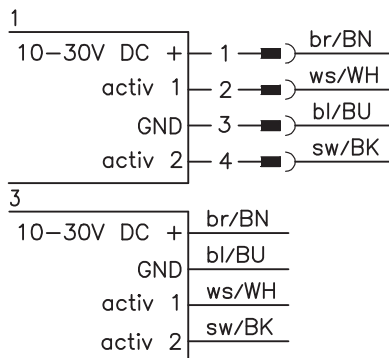 1
10-30V DC + 1 br/BN
activ 1 2 ws/WH
GND 3 bl/BU
activ 2 4 sw/BK
3
10-30V DC + br/BN
GND bl/BU
activ 1 ws/WH
activ 2 sw/BK